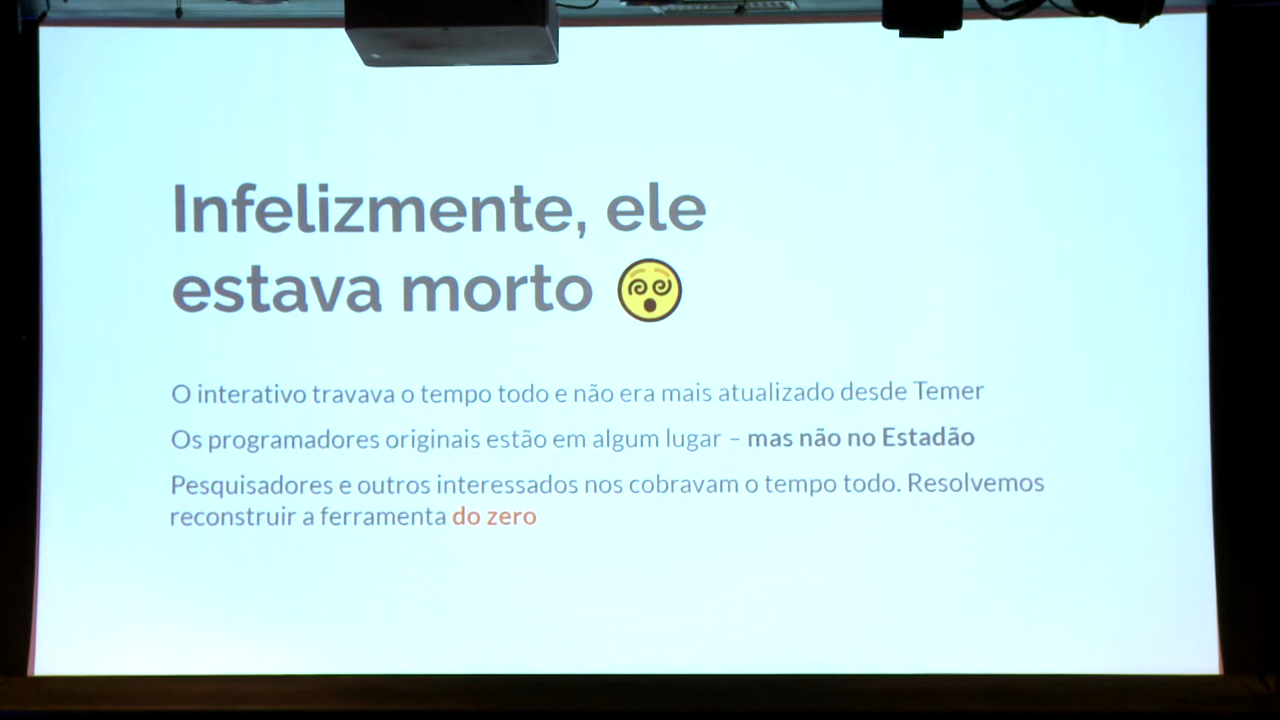 Infelizmente, ele
estava morto 😵‍💫
O interativo travava o tempo todo e não era mais atualizado desde Temer
Os programadores originais estão em algum lugar – mas não no Estadão
Pesquisadores e outros interessados nos cobravam o tempo todo. Resolvemos
reconstruir a ferramenta do zero